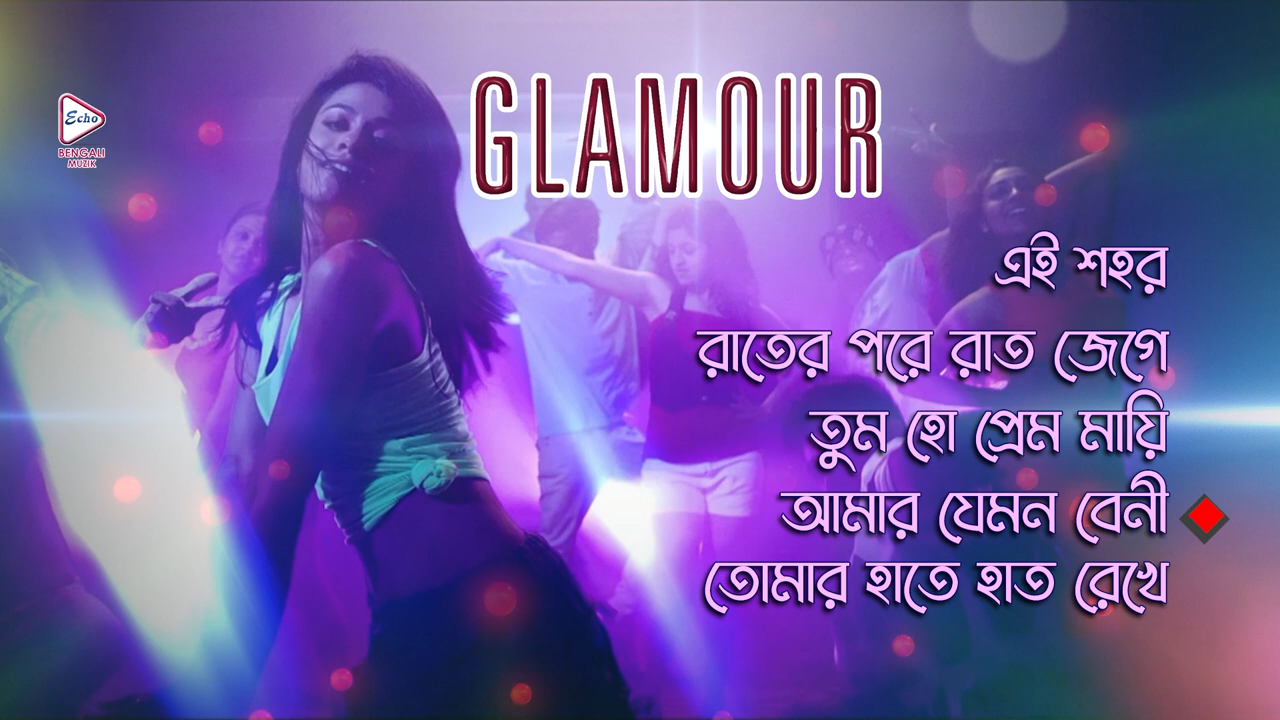 Echo
BENGALI
MUZIK
GLAMOUR
এই শহর
রাতের পরে রাত জেগে
তুম হো প্রেম মায়ি
আমার যেমন বেনী
তোমার হাতে হাত রেখে